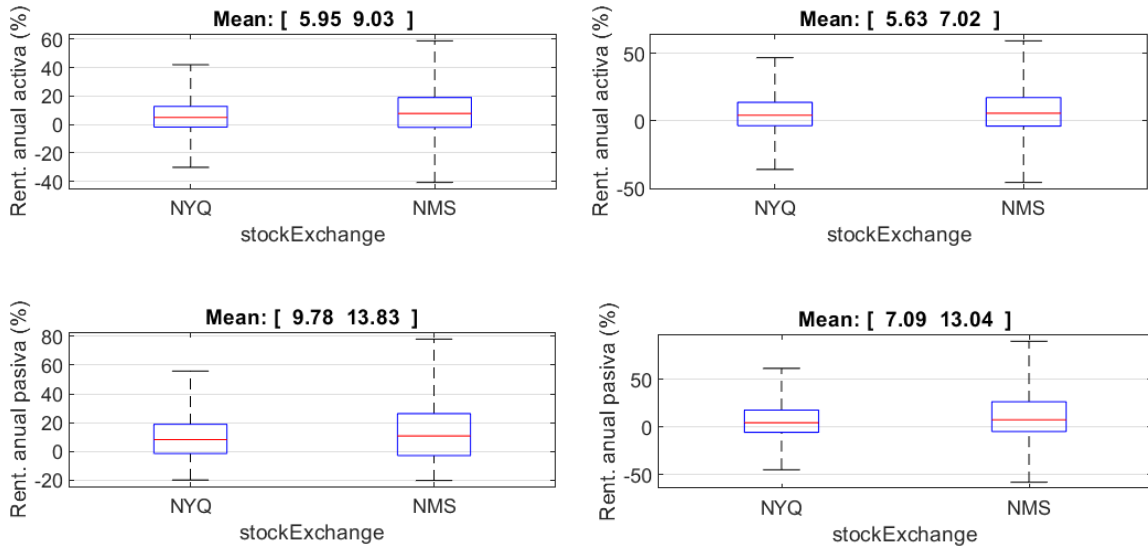 Mean: [ 5.95 9.03 ]
Rent. anual activa (%)
60
40
20
0
-20
-40
NYQ NMS
stockExchange
Mean: [ 5.63 7.02 ]
Rent. anual activa (%)
50
0
-50
NYQ NMS
stockExchange
Mean: [ 9.78 13.83 ]
Rent. anual pasiva (%)
80
60
40
20
0
-20
NYQ NMS
stockExchange
Mean: [ 7.09 13.04 ]
Rent. anual pasiva (%)
50
0
-50
NYQ NMS
stockExchange